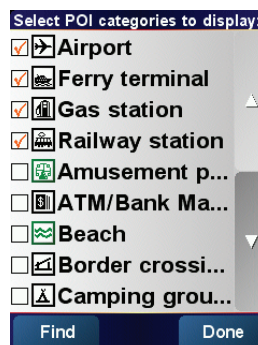 Select POI categories to display:
Airport
Ferry terminal
Gas station
Railway station
Amusement p...
ATM/Bank Ma...
Beach
Border crossi...
Camping grou...
Find Done